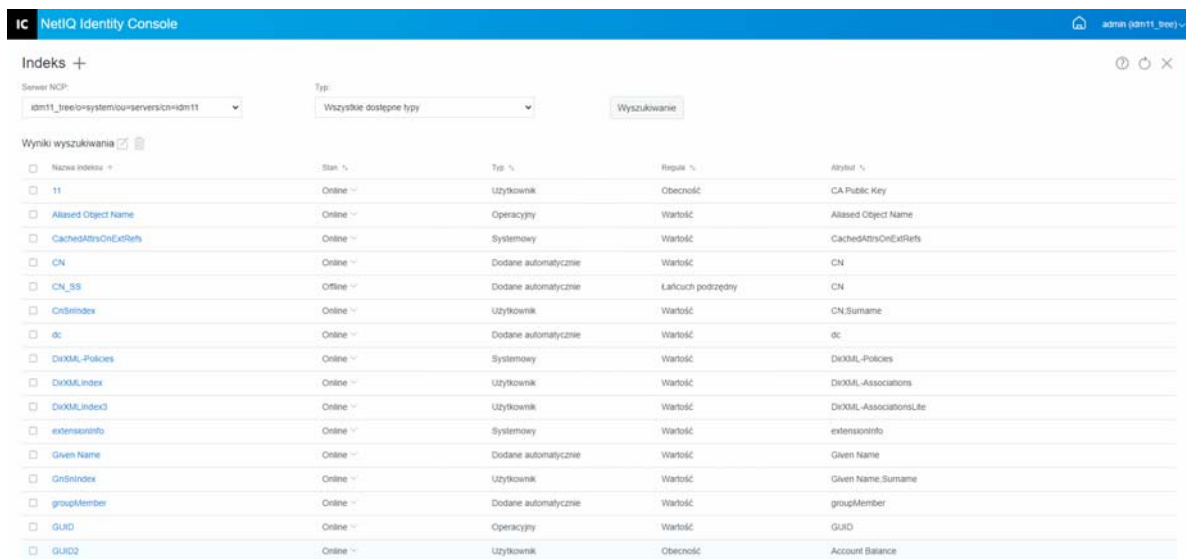 IC NetIQ Identity Console admin (idm11_tree)
Indeks +
Serwer NCP: Typ:
idm11_tree/o=system/ou=servers/cn=idm11 Wszystkie dostępne typy Wyszukiwanie
Wyniki wyszukiwania
Nazwa indeksu Stan Typ Reguła Atrybut
11 Online Użytkownik Obecność CA Public Key
Aliased Object Name Online Operacyjny Wartość Aliased Object Name
CachedAttrsOnExtRefs Online Systemowy Wartość CachedAttrsOnExtRefs
CN Online Dodane automatycznie Wartość CN
CN_SS Offline Dodane automatycznie Łańcuch podrzędny CN
CnSnIndex Online Użytkownik Wartość CN,Surname
dc Online Dodane automatycznie Wartość dc
DirXML-Policies Online Systemowy Wartość DirXML-Policies
DirXMLIndex Online Użytkownik Wartość DirXML-Associations
DirXMLIndex3 Online Użytkownik Wartość DirXML-AssociationsLite
extensionInfo Online Systemowy Wartość extensionInfo
Given Name Online Dodane automatycznie Wartość Given Name
GnSnIndex Online Użytkownik Wartość Given Name,Surname
groupMember Online Dodane automatycznie Wartość groupMember
GUID Online Operacyjny Wartość GUID
GUID2 Online Użytkownik Obecność Account Balance